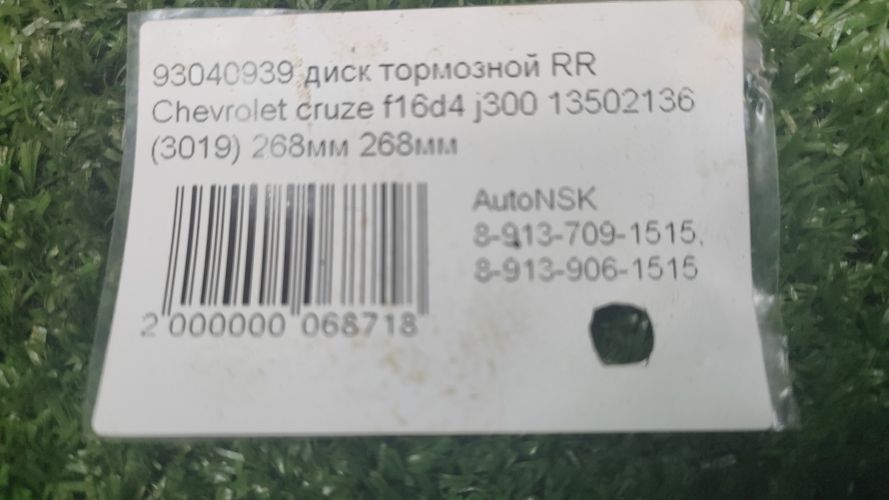 93040939 диск тормозной RR
Chevrolet cruze f16d4 j300 13502136
(3019) 268мм 268мм
AutoNSK
8-913-709-1515,
8-913-906-1515
2 000000 068718